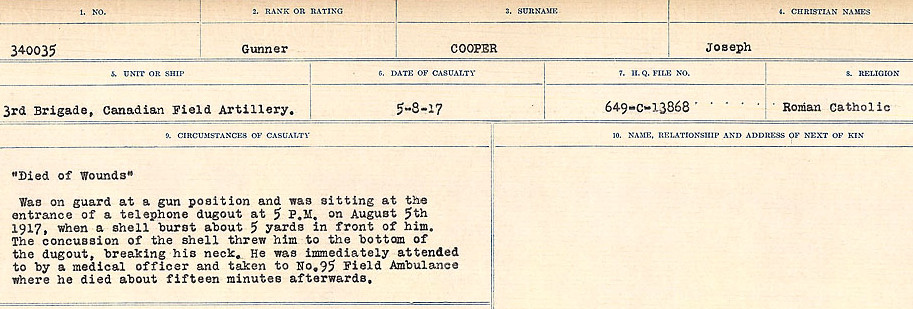 1. NO. 2. RANK OR RATING 3. SURNAME 4. CHRISTIAN NAMES
340035 Gunner COOPER Joseph
5. UNIT OR SHIP 6. DATE OF CASUALTY 7. H.Q. FILE NO. 8. RELIGION
3rd Brigade, Canadian Field Artillery. 5-8-17 649-C-13868 Roman Catholic
9. CIRCUMSTANCES OF CASUALTY 10. NAME, RELATIONSHIP AND ADDRESS OF NEXT OF KIN
"Died of Wounds"
Was on guard at a gun position and was sitting at the
entrance of a telephone dugout at 5 P.M. on August 5th
1917, when a shell burst about 5 yards in front of him.
The concussion of the shell threw him to the bottom of
the dugout, breaking his neck. He was immediately attended
to by a medical officer and taken to No.95 Field Ambulance
where he died about fifteen minutes afterwards.